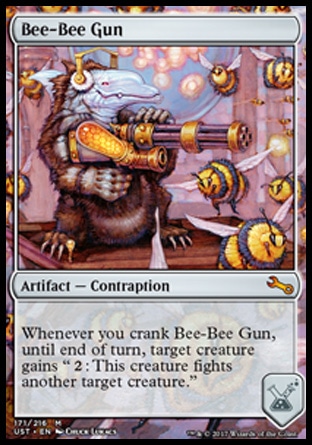 Bee-Bee Gun
Artifact — Contraption
Whenever you crank Bee-Bee Gun,
until end of turn, target creature
gains “2: This creature fights
another target creature.”
171/216 M
UST • EN Chuck Lukacs
™ & © 2017 Wizards of the Coast